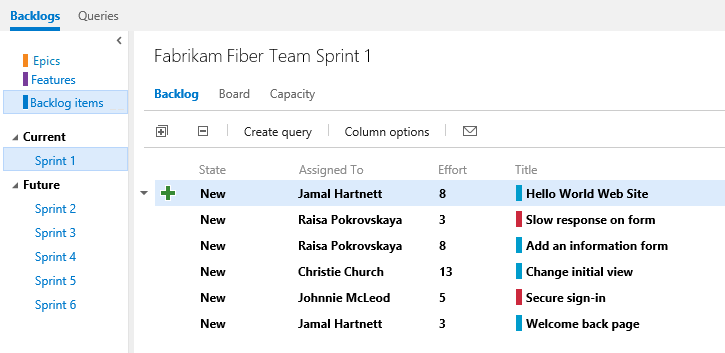 Backlogs Queries
Epics
Features
Backlog items
Current
Sprint 1
Future
Sprint 2
Sprint 3
Sprint 4
Sprint 5
Sprint 6
Fabrikam Fiber Team Sprint 1
Backlog Board Capacity
Create query Column options
State Assigned To Effort Title
New Jamal Hartnett 8 Hello World Web Site
New Raisa Pokrovskaya 3 Slow response on form
New Raisa Pokrovskaya 8 Add an information form
New Christie Church 13 Change initial view
New Johnnie McLeod 5 Secure sign-in
New Jamal Hartnett 3 Welcome back page